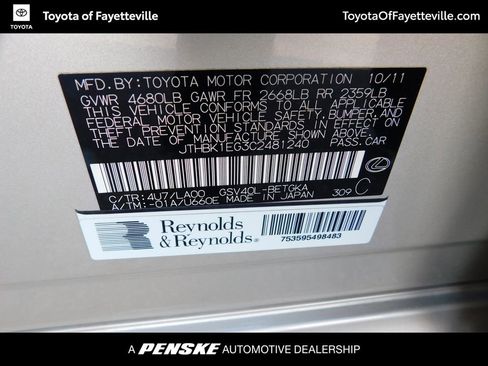 TOYOTA
Toyota of Fayetteville
ToyotaOfFayetteville.com
MFD. BY: TOYOTA MOTOR CORPORATION 10/11
GVWR 4680LB GAWR FR 2668LB RR 2359LB
THIS VEHICLE CONFORMS TO ALL APPLICABLE
FEDERAL MOTOR VEHICLE SAFETY, BUMPER, AND
THEFT PREVENTION STANDARDS IN EFFECT ON
THE DATE OF MANUFACTURE SHOWN ABOVE.
JTHBK1EG3C2481240 PASS.CAR
C/TR: 4U7/LA00 GSV40L-BETGKA
A/TM: -01A/U660E MADE IN JAPAN 309 C
Reynolds
& Reynolds®
753595498483
A PENSKE AUTOMOTIVE DEALERSHIP